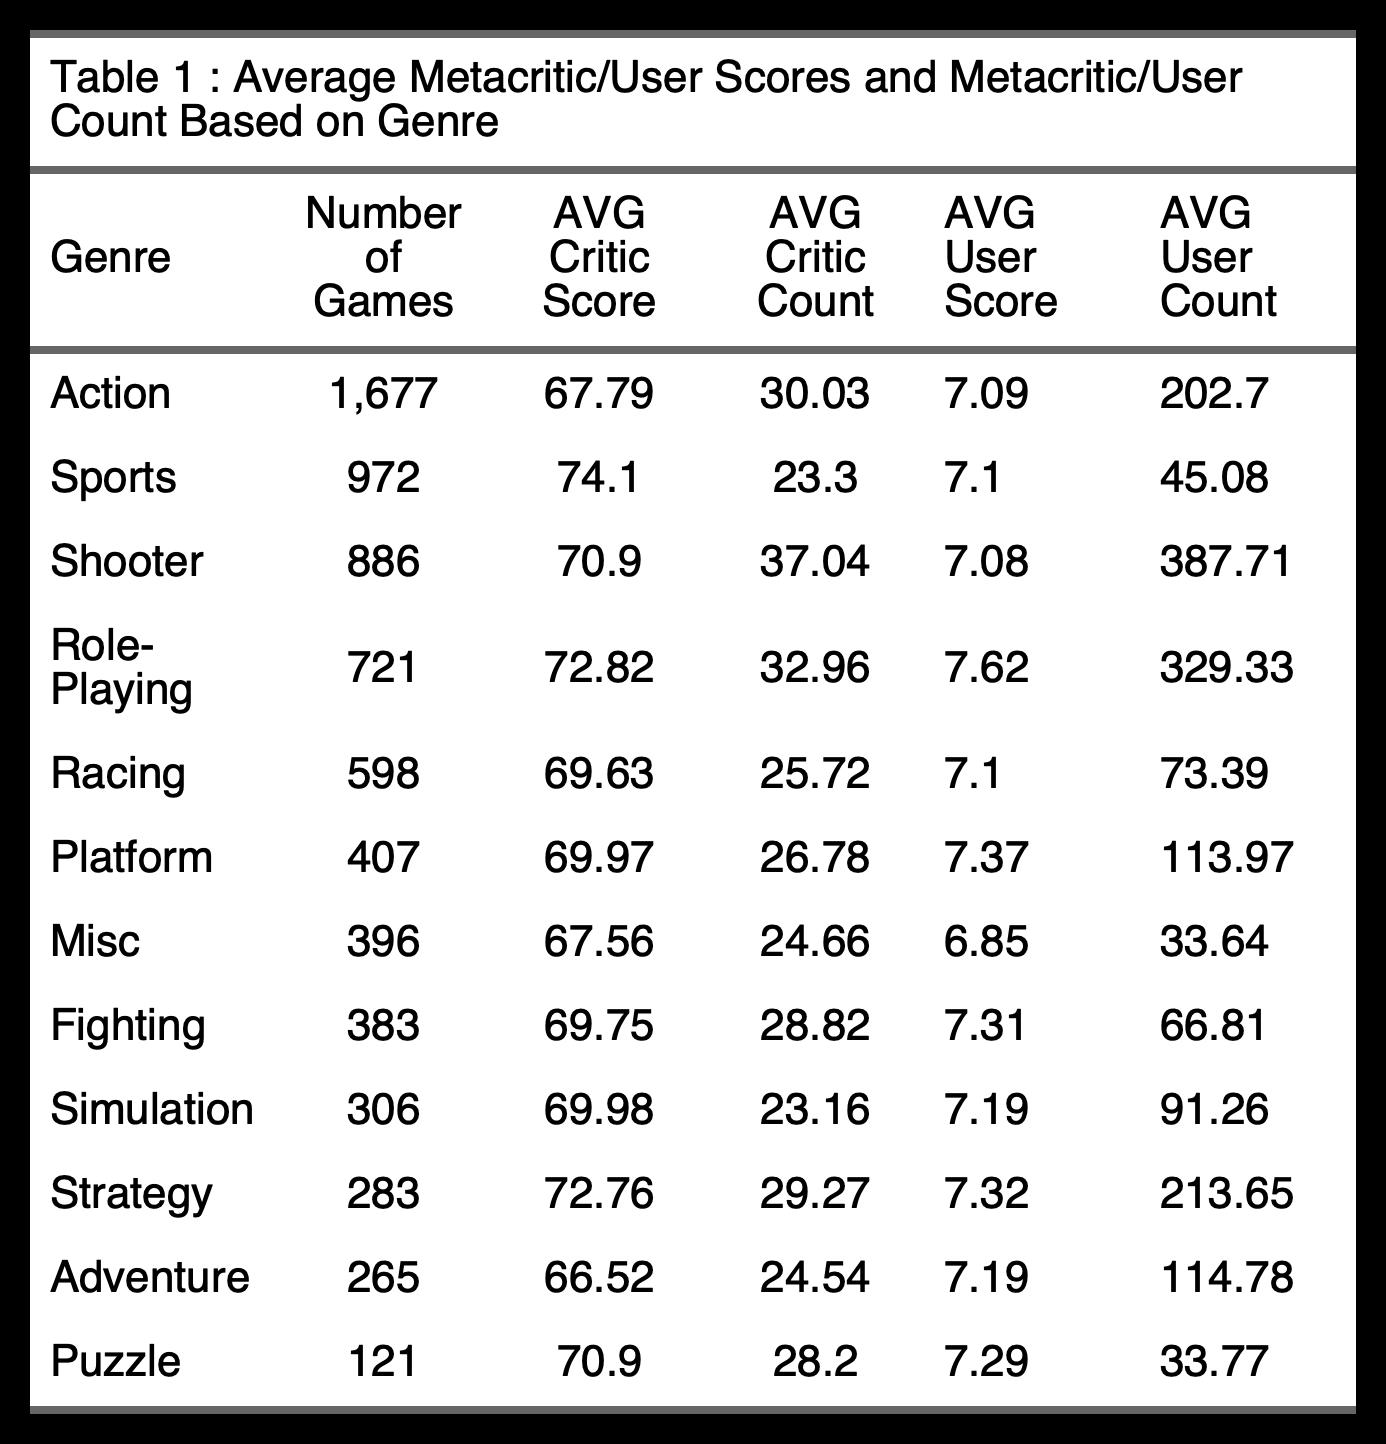 Table 1 : Average Metacritic/User Scores and Metacritic/User
Count Based on Genre
Genre Number of Games AVG Critic Score AVG Critic Count AVG User Score AVG User Count
Action 1,677 67.79 30.03 7.09 202.7
Sports 972 74.1 23.3 7.1 45.08
Shooter 886 70.9 37.04 7.08 387.71
Role-Playing 721 72.82 32.96 7.62 329.33
Racing 598 69.63 25.72 7.1 73.39
Platform 407 69.97 26.78 7.37 113.97
Misc 396 67.56 24.66 6.85 33.64
Fighting 383 69.75 28.82 7.31 66.81
Simulation 306 69.98 23.16 7.19 91.26
Strategy 283 72.76 29.27 7.32 213.65
Adventure 265 66.52 24.54 7.19 114.78
Puzzle 121 70.9 28.2 7.29 33.77